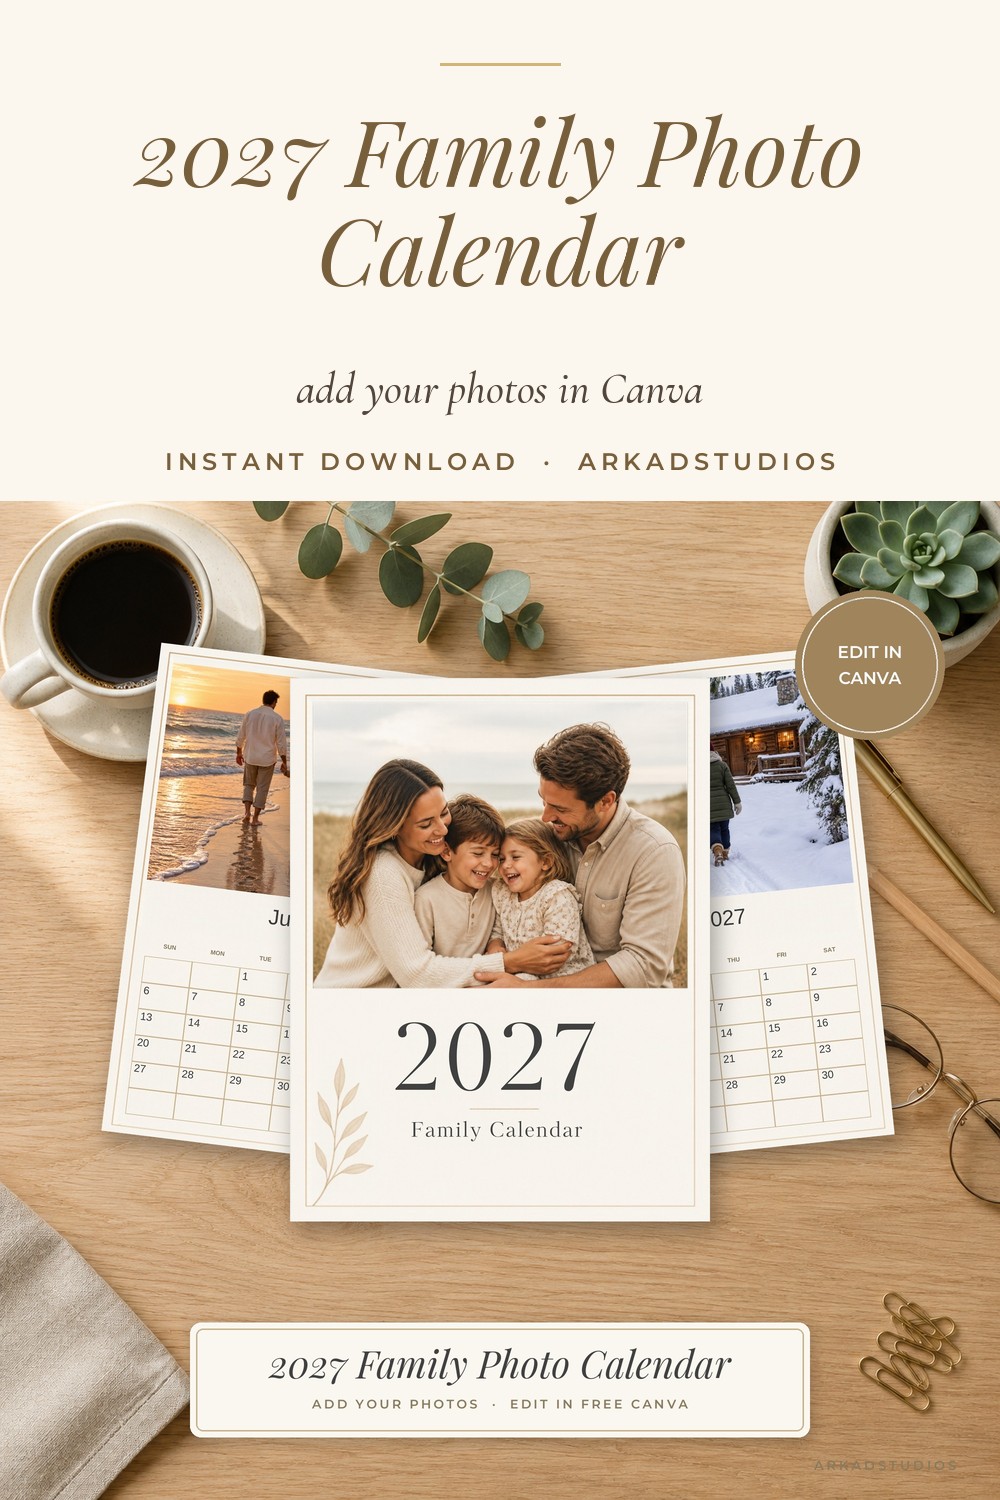 2027 Family Photo
Calendar
add your photos in Canva
INSTANT DOWNLOAD · ARKADSTUDIOS
EDIT IN
CANVA
Ju
SUN MON TUE
1
6 7 8 9
13 14 15 1
20 21 22 23
27 28 29 30
2027
Family Calendar
027
THU FRI SAT
1 2
7 8 9
14 15 16
21 22 23
28 29 30
2027 Family Photo Calendar
ADD YOUR PHOTOS · EDIT IN FREE CANVA
ARKADSTUDIOS